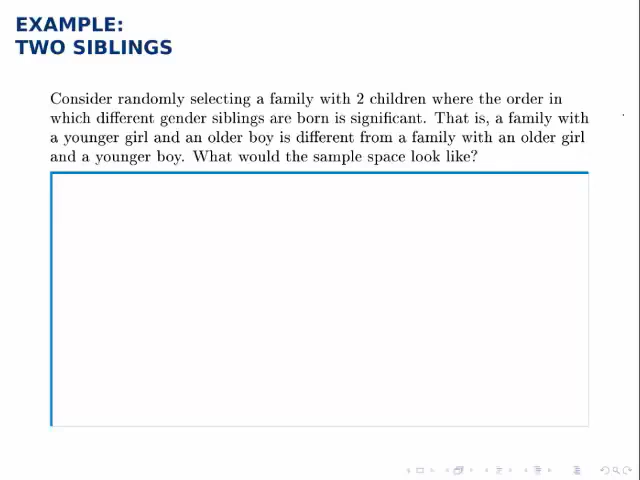 EXAMPLE:
TWO SIBLINGS
Consider randomly selecting a family with 2 children where the order in
which different gender siblings are born is significant. That is, a family with
a younger girl and an older boy is different from a family with an older girl
and a younger boy. What would the sample space look like?